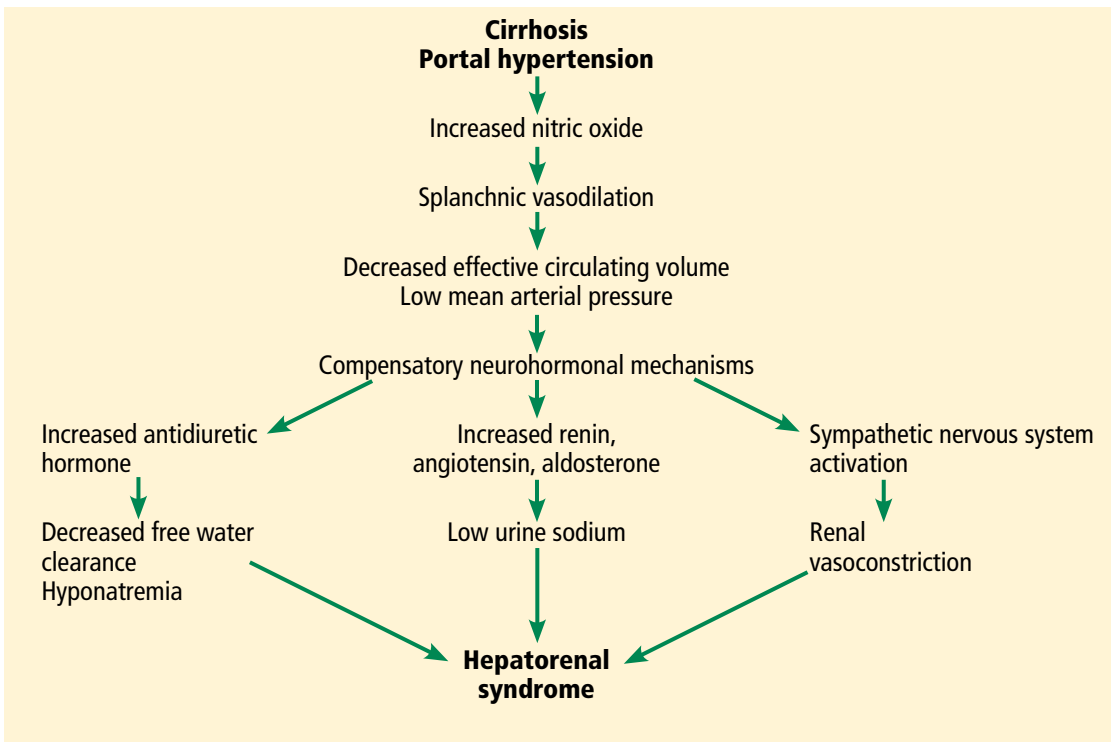 Cirrhosis
Portal hypertension
Increased nitric oxide
Splanchnic vasodilation
Decreased effective circulating volume
Low mean arterial pressure
Compensatory neurohormonal mechanisms
Increased antidiuretic
hormone
Increased renin,
angiotensin, aldosterone
Sympathetic nervous system
activation
Decreased free water
clearance
Hyponatremia
Low urine sodium
Renal
vasoconstriction
Hepatorenal
syndrome